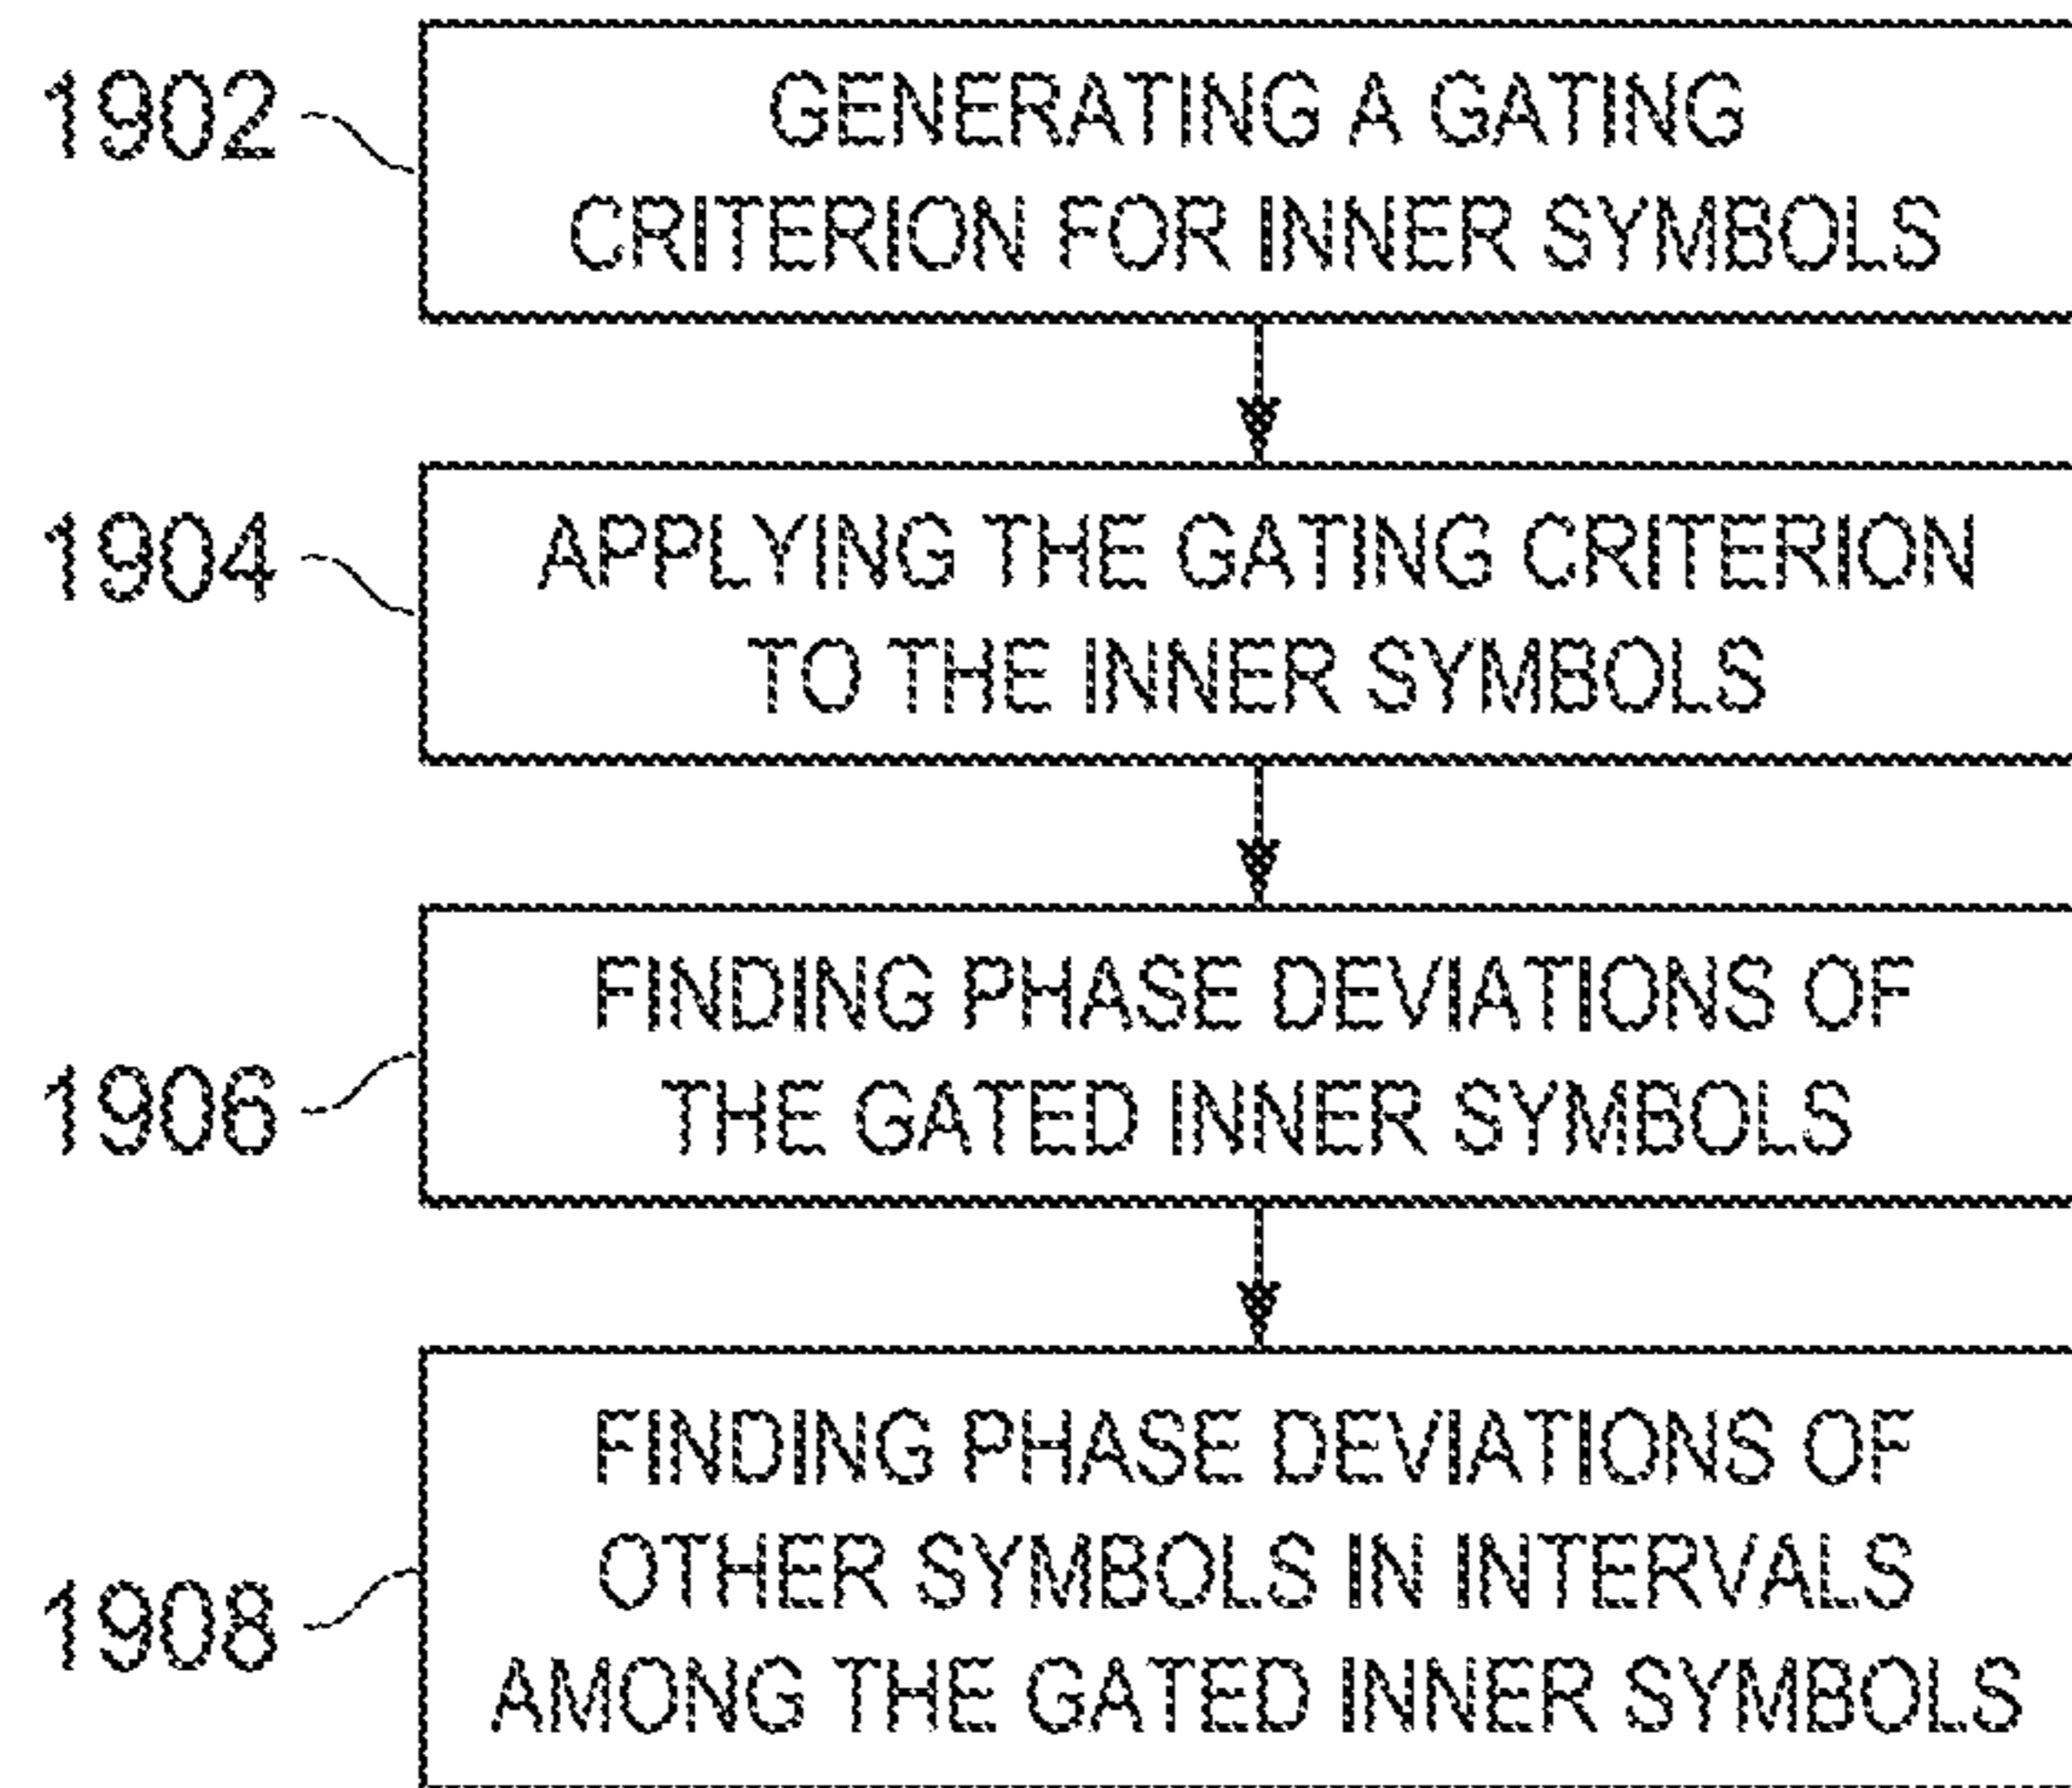 1902
GENERATING A GATING
CRITERION FOR INNER SYMBOLS
1904
APPLYING THE GATING CRITERION
TO THE INNER SYMBOLS
1906
FINDING PHASE DEVIATIONS OF
THE GATED INNER SYMBOLS
1908
FINDING PHASE DEVIATIONS OF
OTHER SYMBOLS IN INTERVALS
AMONG THE GATED INNER SYMBOLS